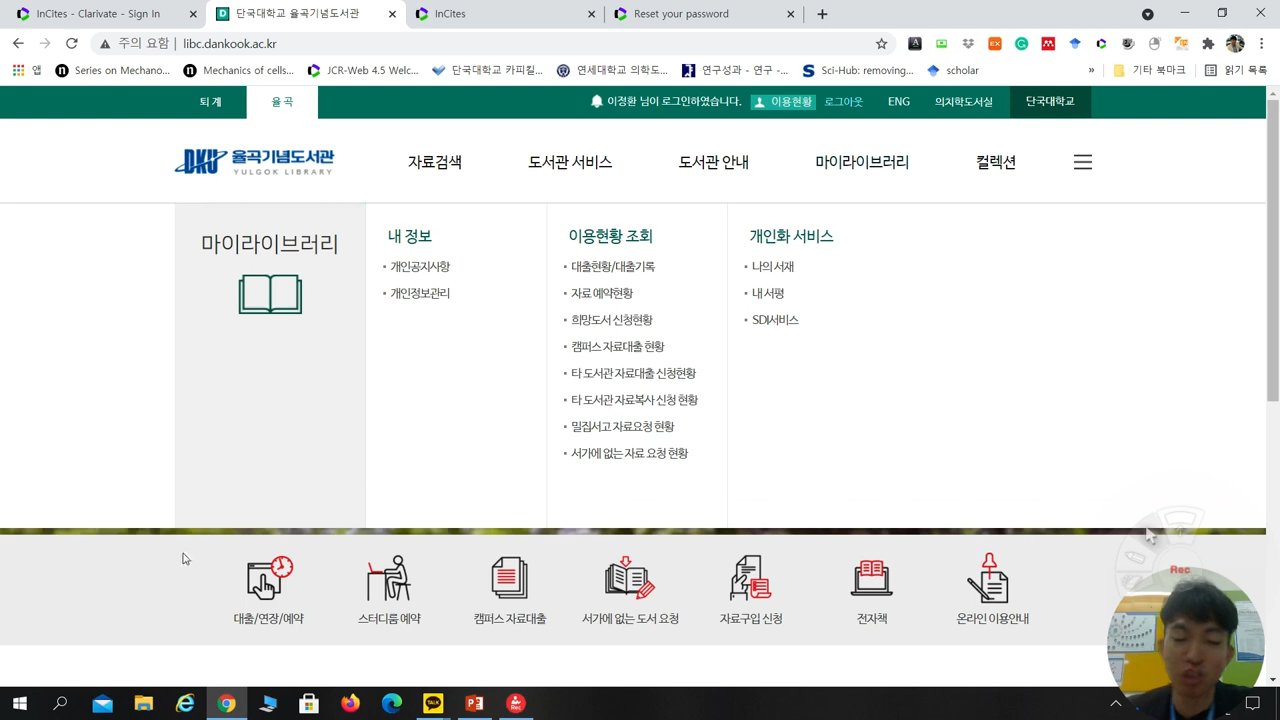 InCites - Clarivate - Sign In
단국대학교 율곡기념도서관
InCites
Reset your password
주의 요함
libc.dankook.ac.kr
앱
Series on Mechano...
Mechanics of cells...
JCR-Web 4.5 Welc...
단국대학교 카피킬...
연세대학교 의학도...
연구성과 - 연구 -...
Sci-Hub: removing...
scholar
»
기타 북마크
읽기 목록
퇴계
율곡
이정환 님이 로그인하였습니다.
이용현황
로그아웃
ENG
의치학도서실
단국대학교
DKU 율곡기념도서관
YULGOK LIBRARY
자료검색
도서관 서비스
도서관 안내
마이라이브러리
컬렉션
마이라이브러리
내 정보
개인공지사항
개인정보관리
이용현황 조회
대출현황/대출기록
자료 예약현황
희망도서 신청현황
캠퍼스 자료대출 현황
타 도서관 자료대출 신청현황
타 도서관 자료복사 신청 현황
밀집서고 자료요청 현황
서가에 없는 자료 요청 현황
개인화 서비스
나의 서재
내 서평
SDI서비스
Rec
대출/연장/예약
스터디룸 예약
캠퍼스 자료대출
서가에 없는 도서 요청
자료구입 신청
전자책
온라인 이용안내
TALK
Rec